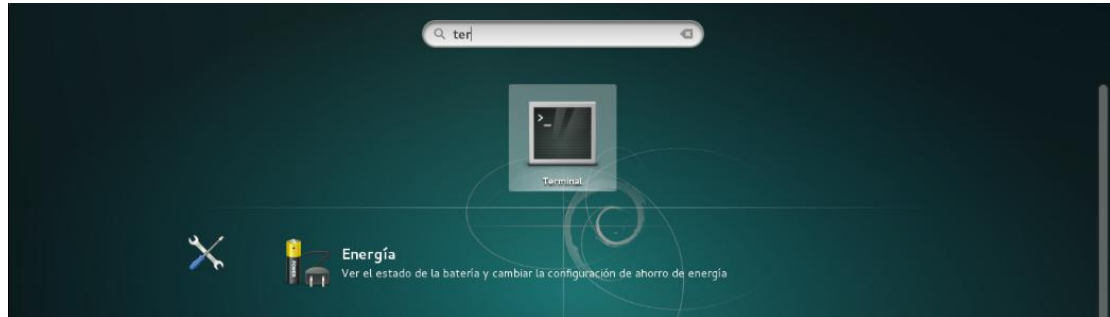 ter
Terminal
Energía
Ver el estado de la batería y cambiar la configuración de ahorro de energía